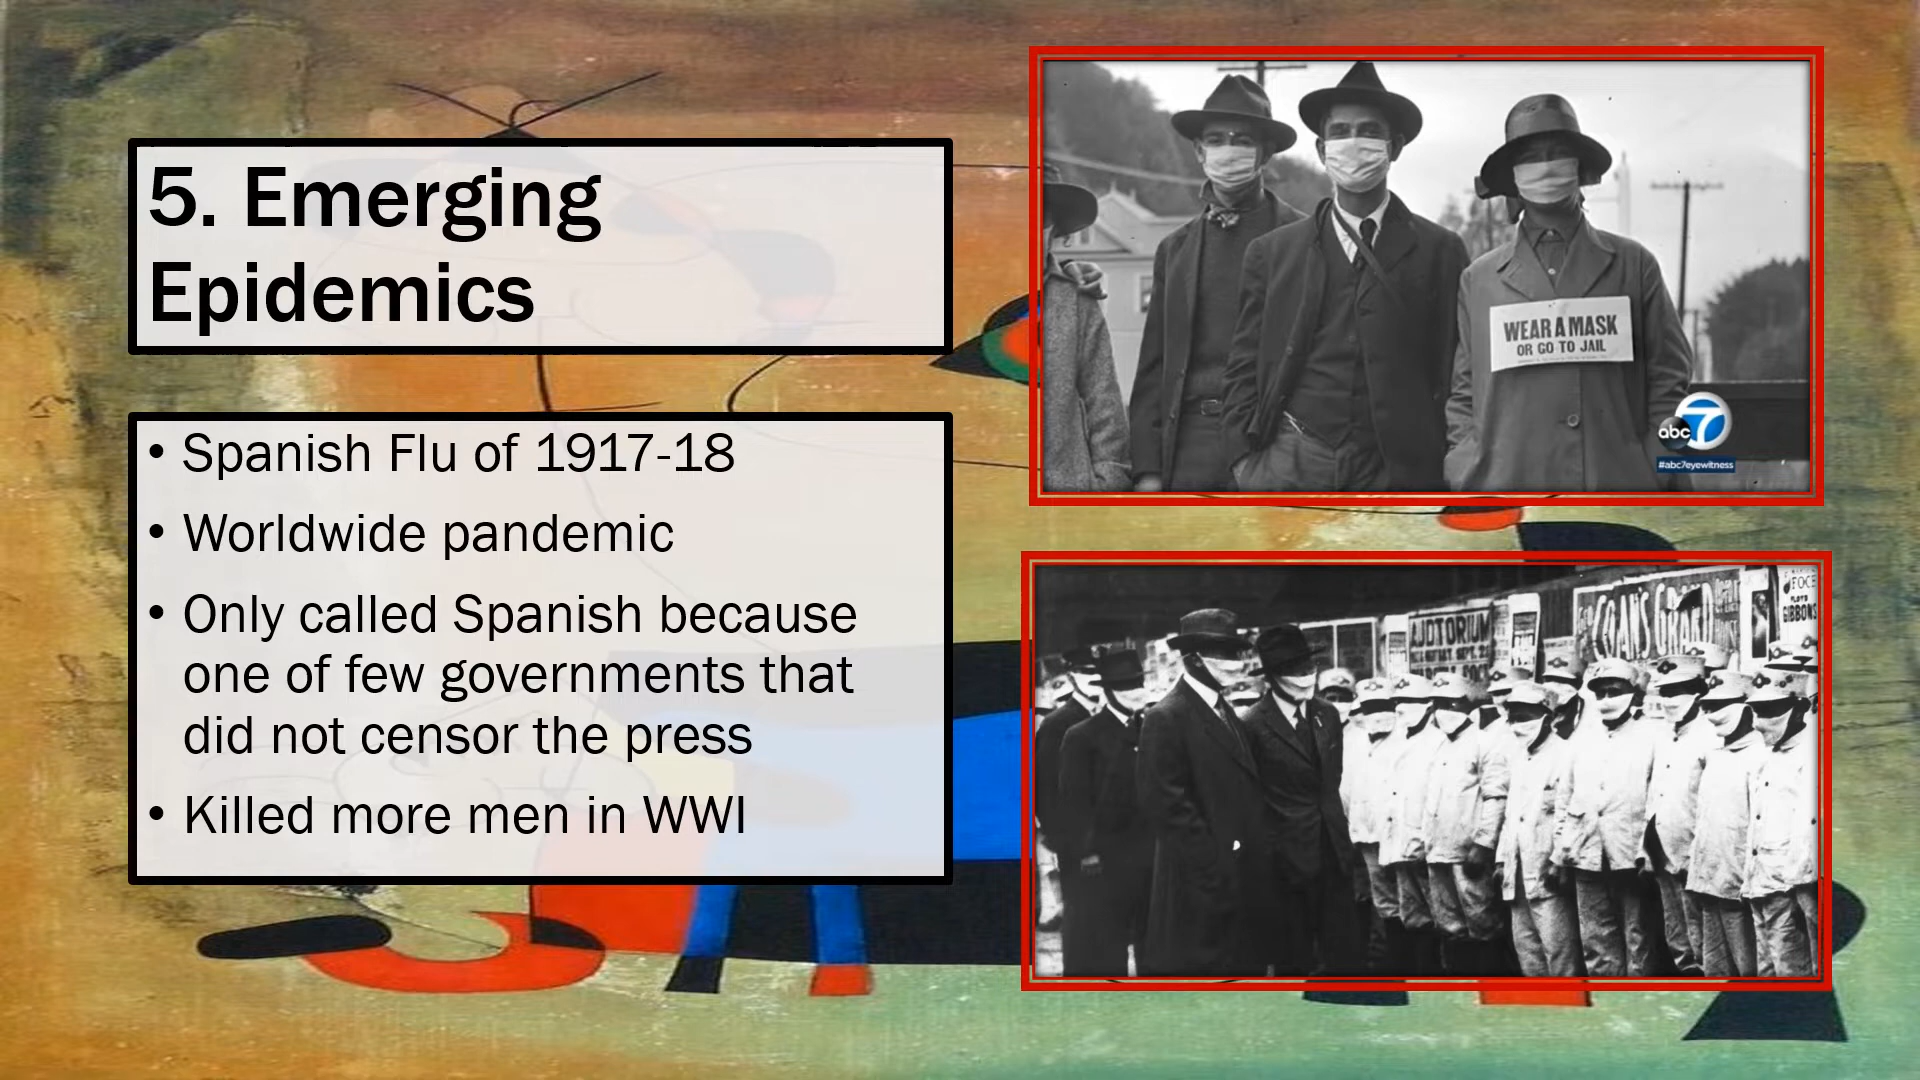 5. Emerging
Epidemics
• Spanish Flu of 1917-18
• Worldwide pandemic
• Only called Spanish because
one of few governments that
did not censor the press
• Killed more men in WWI
WEAR A MASK
OR GO TO JAIL
abc 7
#abc7eyewitness
AUDITORIUM
GIBBONS